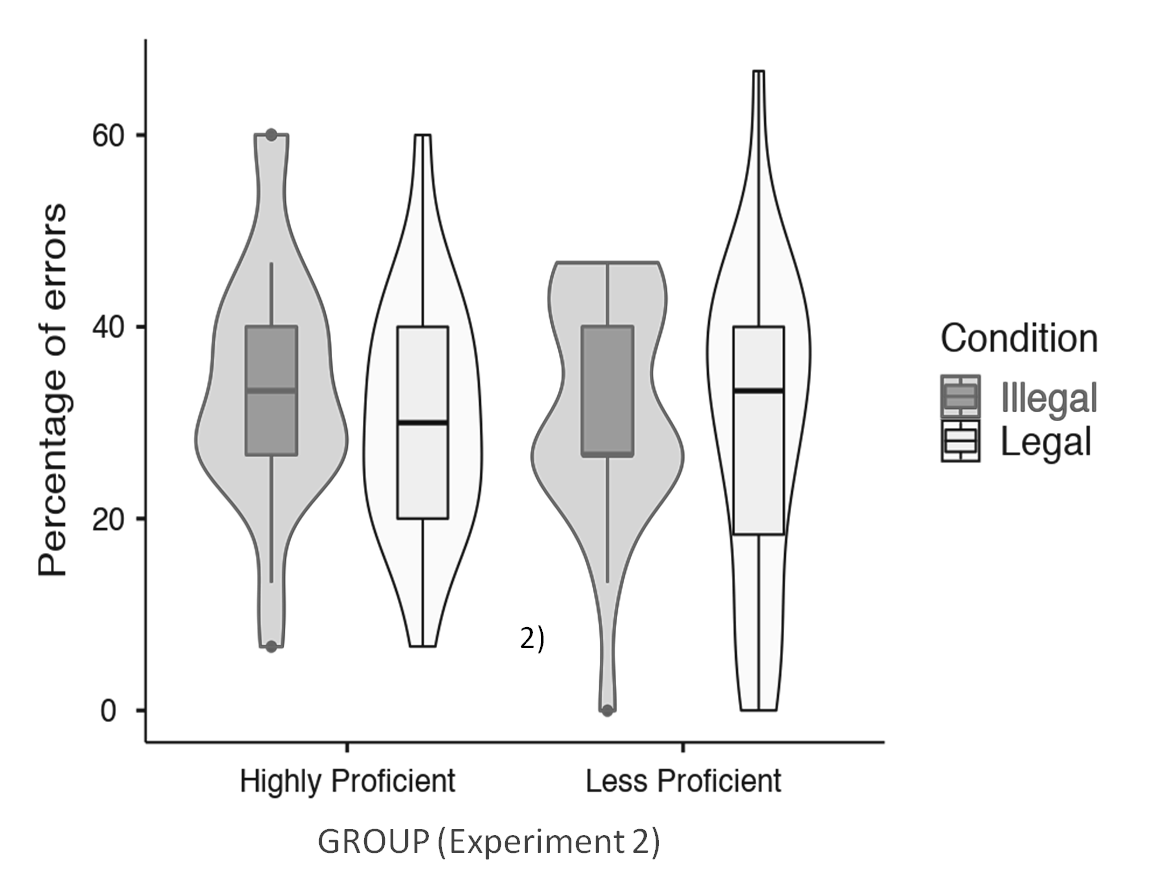 Percentage of errors
60
40
20
0
2)
Highly Proficient
Less Proficient
GROUP (Experiment 2)
Condition
Illegal
Legal